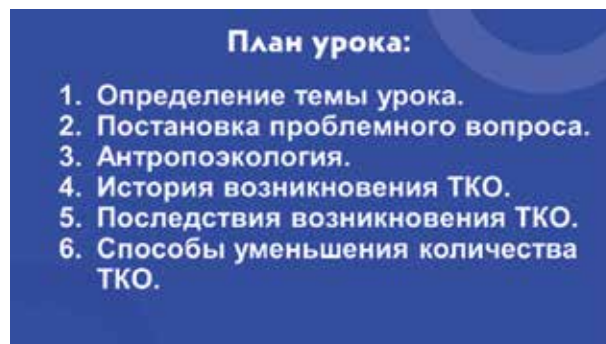 План урока:
1. Определение темы урока.
2. Постановка проблемного вопроса.
3. Антропоэкология.
4. История возникновения ТКО.
5. Последствия возникновения ТКО.
6. Способы уменьшения количества
ТКО.